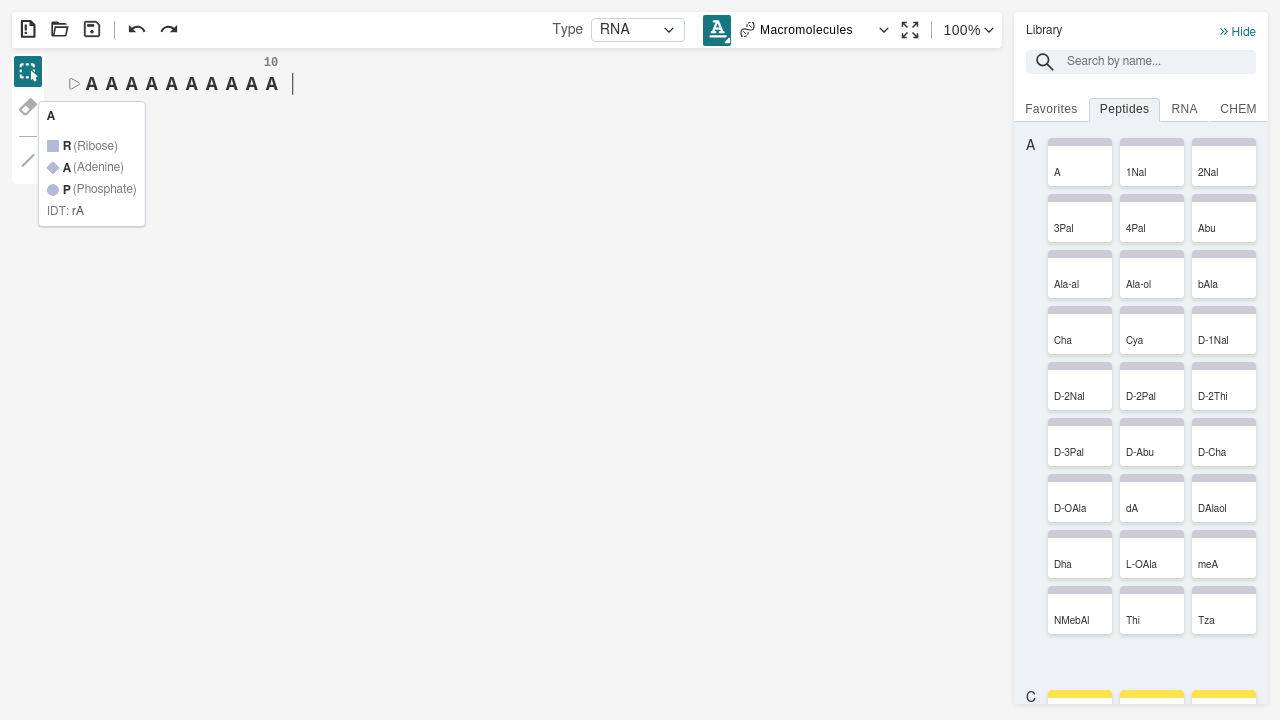 Type RNA A Macromolecules 100%
Library
Hide
Search by name...
Favorites Peptides RNA CHEM
10
A A A A A A A A A A
A
R (Ribose)
A (Adenine)
P (Phosphate)
IDT: rA
A
A 1Nal 2Nal
3Pal 4Pal Abu
Ala-al Ala-ol bAla
Cha Cya D-1Nal
D-2Nal D-2Pal D-2Thi
D-3Pal D-Abu D-Cha
D-OAla dA DAlaol
Dha L-OAla meA
NMebAl Thi Tza
C